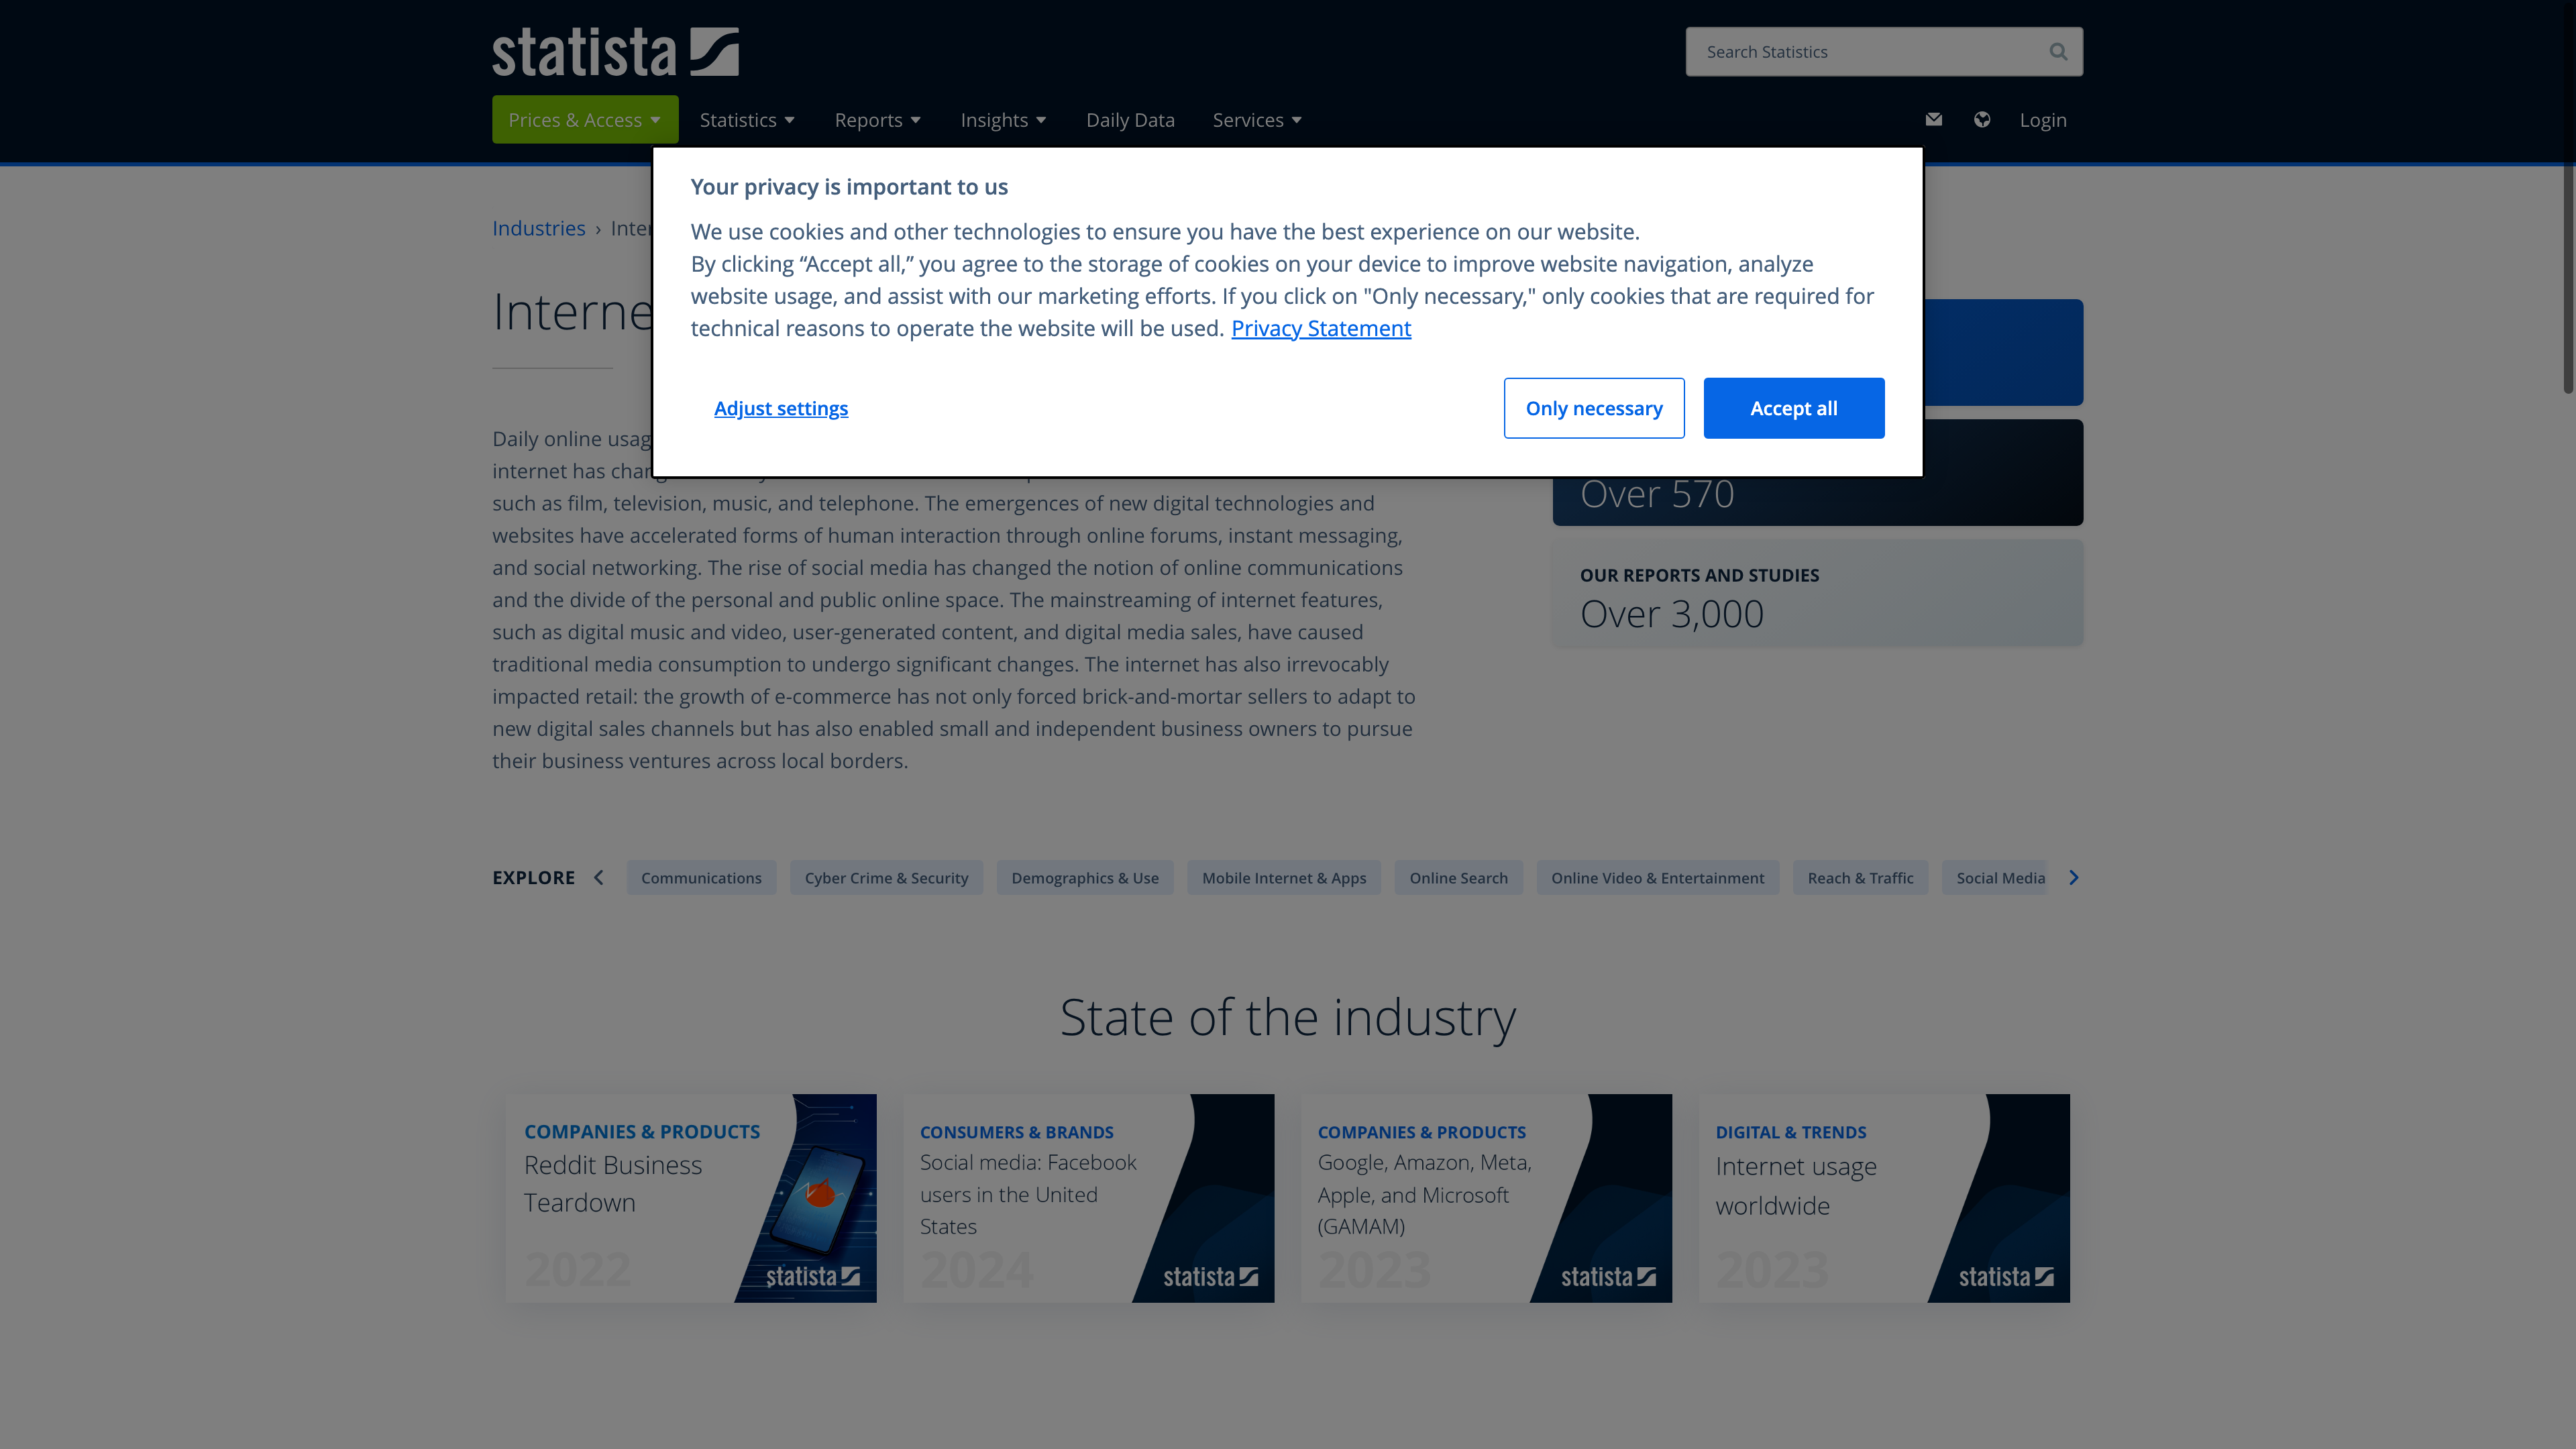 statista
Search Statistics
Prices & Access
Statistics
Reports
Insights
Daily Data
Services
Login
Your privacy is important to us
We use cookies and other technologies to ensure you have the best experience on our website.
By clicking “Accept all,” you agree to the storage of cookies on your device to improve website navigation, analyze
website usage, and assist with our marketing efforts. If you click on "Only necessary," only cookies that are required for
technical reasons to operate the website will be used. Privacy Statement
Adjust settings
Only necessary
Accept all
Industries ›
Daily online
internet has
such as film, television, music, and telephone. The emergences of new digital technologies and
websites have accelerated forms of human interaction through online forums, instant messaging,
and social networking. The rise of social media has changed the notion of online communications
and the divide of the personal and public online space. The mainstreaming of internet features,
such as digital music and video, user-generated content, and digital media sales, have caused
traditional media consumption to undergo significant changes. The internet has also irrevocably
impacted retail: the growth of e-commerce has not only forced brick-and-mortar sellers to adapt to
new digital sales channels but has also enabled small and independent business owners to pursue
their business ventures across local borders.
Over 570
OUR REPORTS AND STUDIES
Over 3,000
EXPLORE
Communications
Cyber Crime & Security
Demographics & Use
Mobile Internet & Apps
Online Search
Online Video & Entertainment
Reach & Traffic
Social Media
State of the industry
COMPANIES & PRODUCTS
Reddit Business
Teardown
2022
statista
CONSUMERS & BRANDS
Social media: Facebook
users in the United
States
2024
statista
COMPANIES & PRODUCTS
Google, Amazon, Meta,
Apple, and Microsoft
(GAMAM)
2023
statista
DIGITAL & TRENDS
Internet usage
worldwide
2023
statista